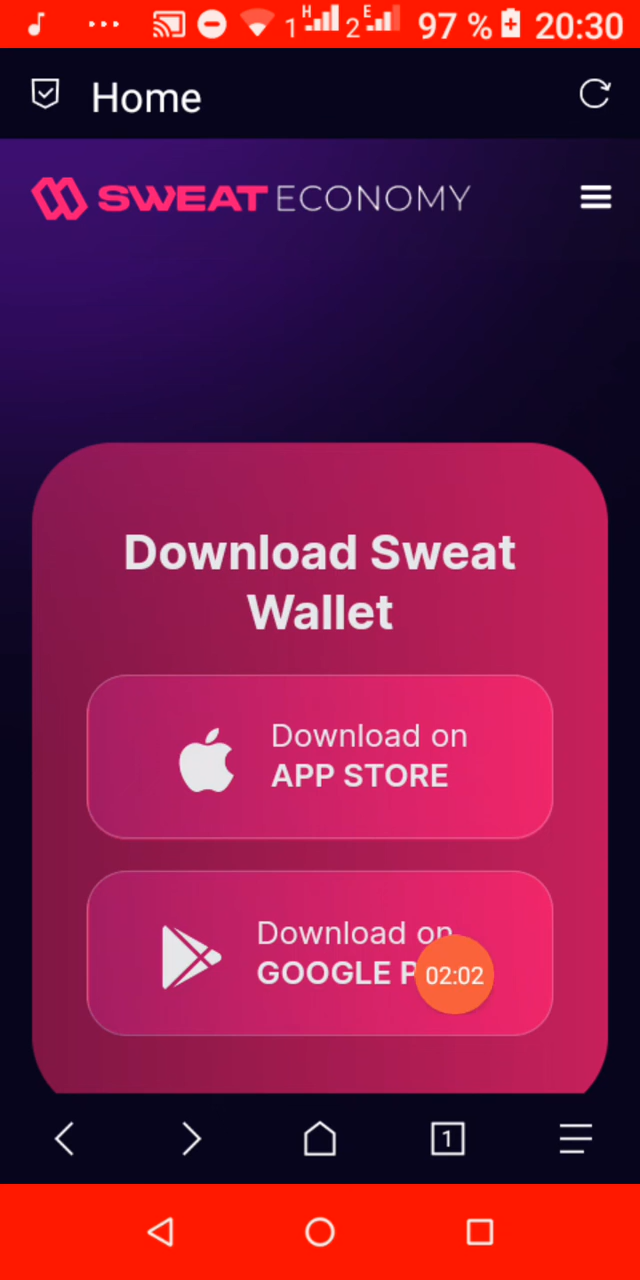 1 H 2 E 97 % 20:30
Home
SWEAT ECONOMY
Download Sweat
Wallet
Download on
APP STORE
Download on
GOOGLE P
02:02
1